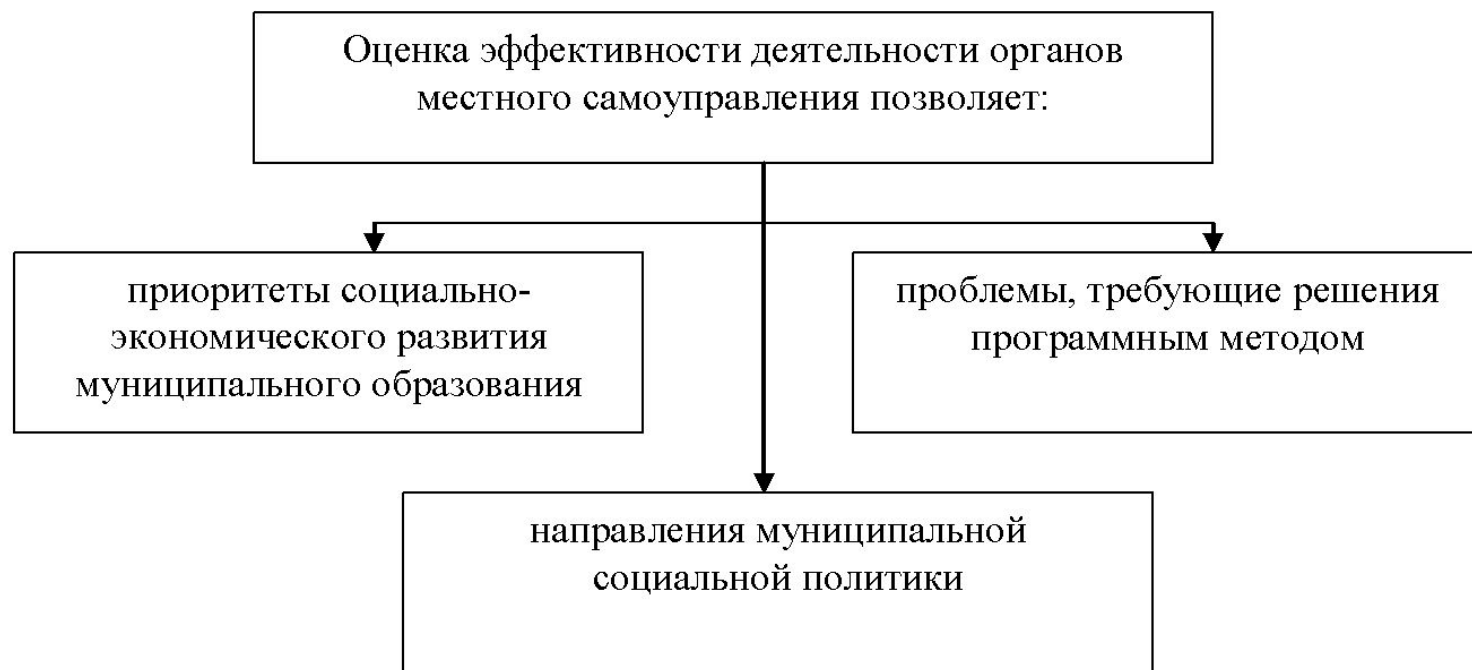 Оценка эффективности деятельности органов
местного самоуправления позволяет:
приоритеты социально-
экономического развития
муниципального образования
проблемы, требующие решения
программным методом
направления муниципальной
социальной политики